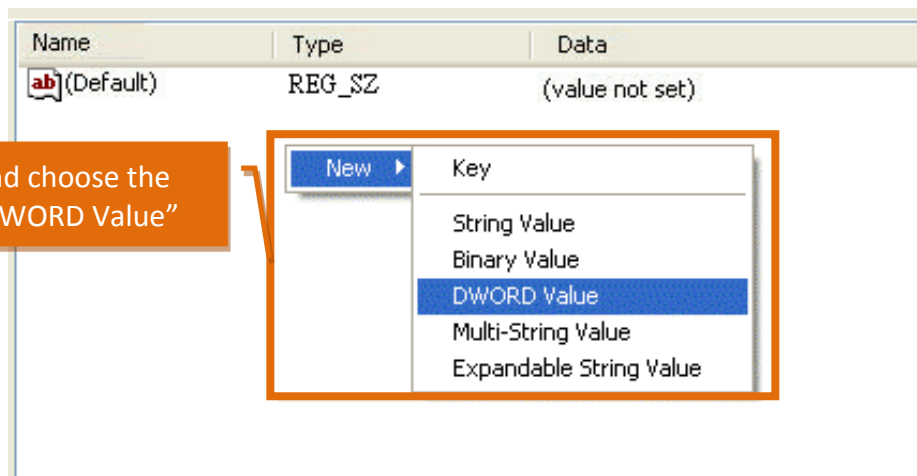 Name Type Data
(Default) REG_SZ (value not set)
choose the
WORD Value”
New Key
String Value
Binary Value
DWORD Value
Multi-String Value
Expandable String Value